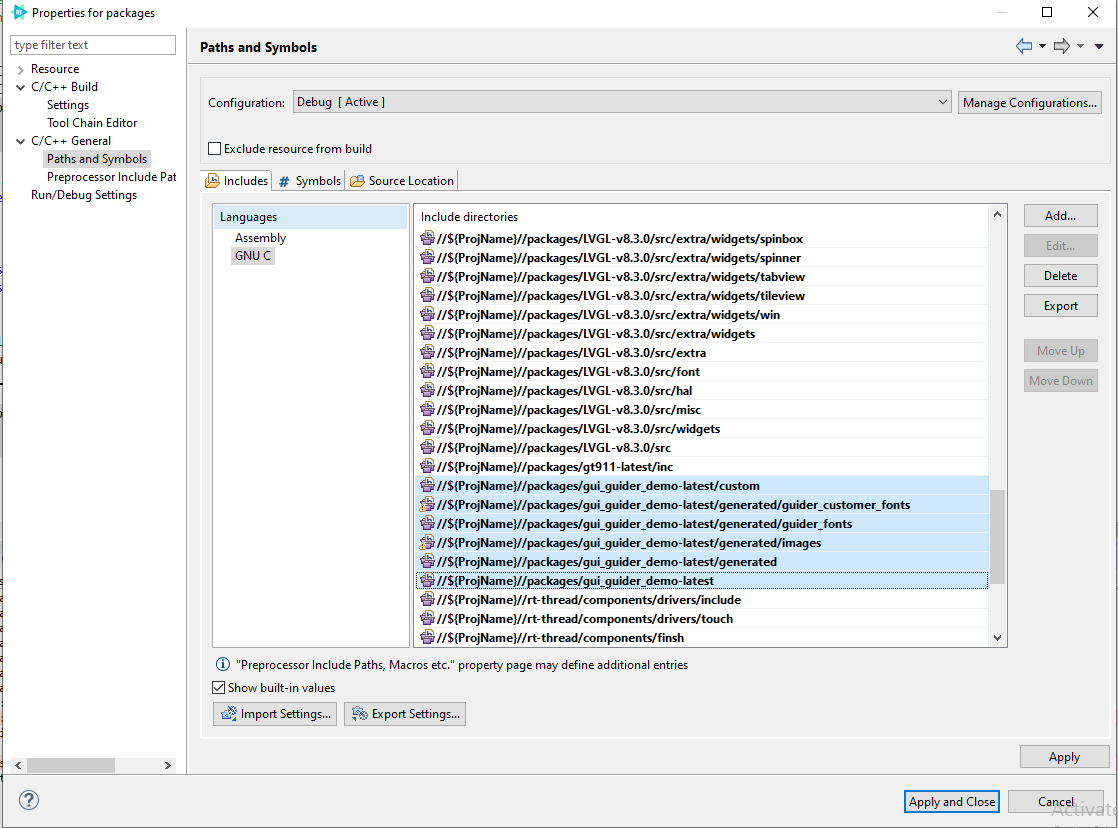 Properties for packages
type filter text
Resource
C/C++ Build
Settings
Tool Chain Editor
C/C++ General
Paths and Symbols
Preprocessor Include Pat
Run/Debug Settings
Paths and Symbols
Configuration: Debug [ Active ] Manage Configurations...
Exclude resource from build
Includes # Symbols Source Location
Languages
Assembly
GNU C
Include directories
//${ProjName}//packages/LVGL-v8.3.0/src/extra/widgets/spinbox
//${ProjName}//packages/LVGL-v8.3.0/src/extra/widgets/spinner
//${ProjName}//packages/LVGL-v8.3.0/src/extra/widgets/tabview
//${ProjName}//packages/LVGL-v8.3.0/src/extra/widgets/tileview
//${ProjName}//packages/LVGL-v8.3.0/src/extra/widgets/win
//${ProjName}//packages/LVGL-v8.3.0/src/extra/widgets
//${ProjName}//packages/LVGL-v8.3.0/src/extra
//${ProjName}//packages/LVGL-v8.3.0/src/font
//${ProjName}//packages/LVGL-v8.3.0/src/hal
//${ProjName}//packages/LVGL-v8.3.0/src/misc
//${ProjName}//packages/LVGL-v8.3.0/src/widgets
//${ProjName}//packages/LVGL-v8.3.0/src
//${ProjName}//packages/gt911-latest/inc
//${ProjName}//packages/gui_guider_demo-latest/custom
//${ProjName}//packages/gui_guider_demo-latest/generated/guider_customer_fonts
//${ProjName}//packages/gui_guider_demo-latest/generated/guider_fonts
//${ProjName}//packages/gui_guider_demo-latest/generated/images
//${ProjName}//packages/gui_guider_demo-latest/generated
//${ProjName}//packages/gui_guider_demo-latest
//${ProjName}//rt-thread/components/drivers/include
//${ProjName}//rt-thread/components/drivers/touch
//${ProjName}//rt-thread/components/finsh
Add...
Edit...
Delete
Export
Move Up
Move Down
"Preprocessor Include Paths, Macros etc." property page may define additional entries
Show built-in values
Import Settings... Export Settings...
Apply
Apply and Close Cancel
Activate